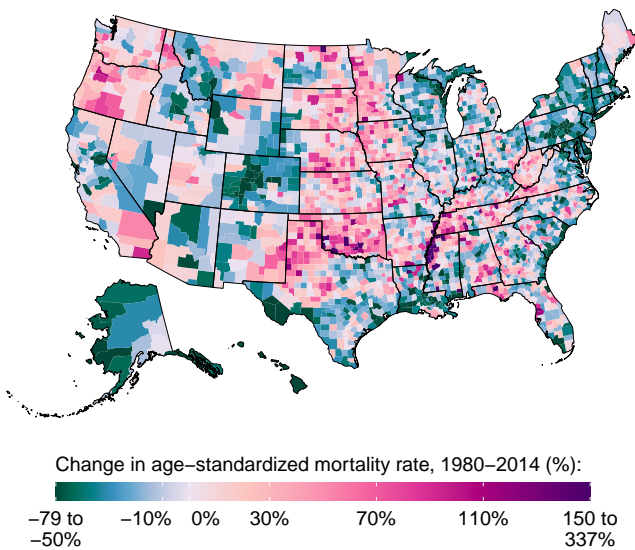 Change in age−standardized mortality rate, 1980−2014 (%):
−79 to −10% 0% 30% 70% 110% 150 to
−50% 337%